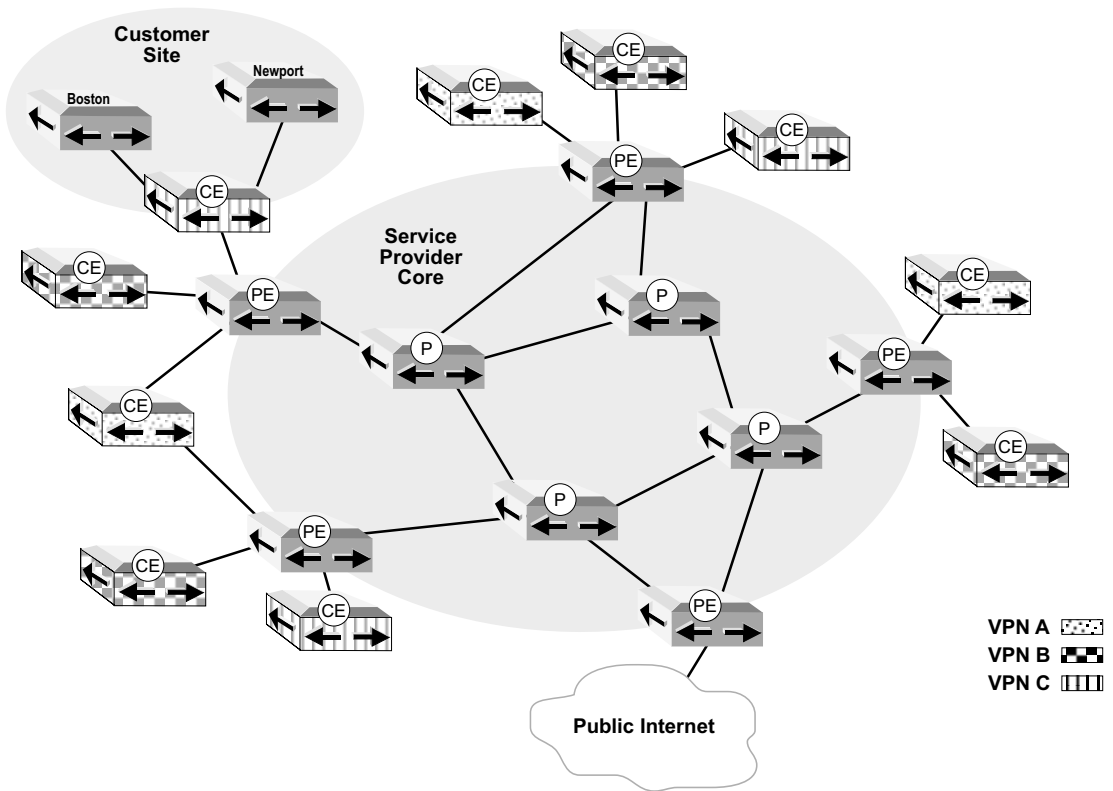 Customer
Site
Newport
Boston
CE
CE
CE
CE
PE
CE
Service
Provider
Core
CE
PE
P
P
CE
PE
CE
P
CE
P
PE
CE
CE
PE
VPN A
VPN B
VPN C
Public Internet